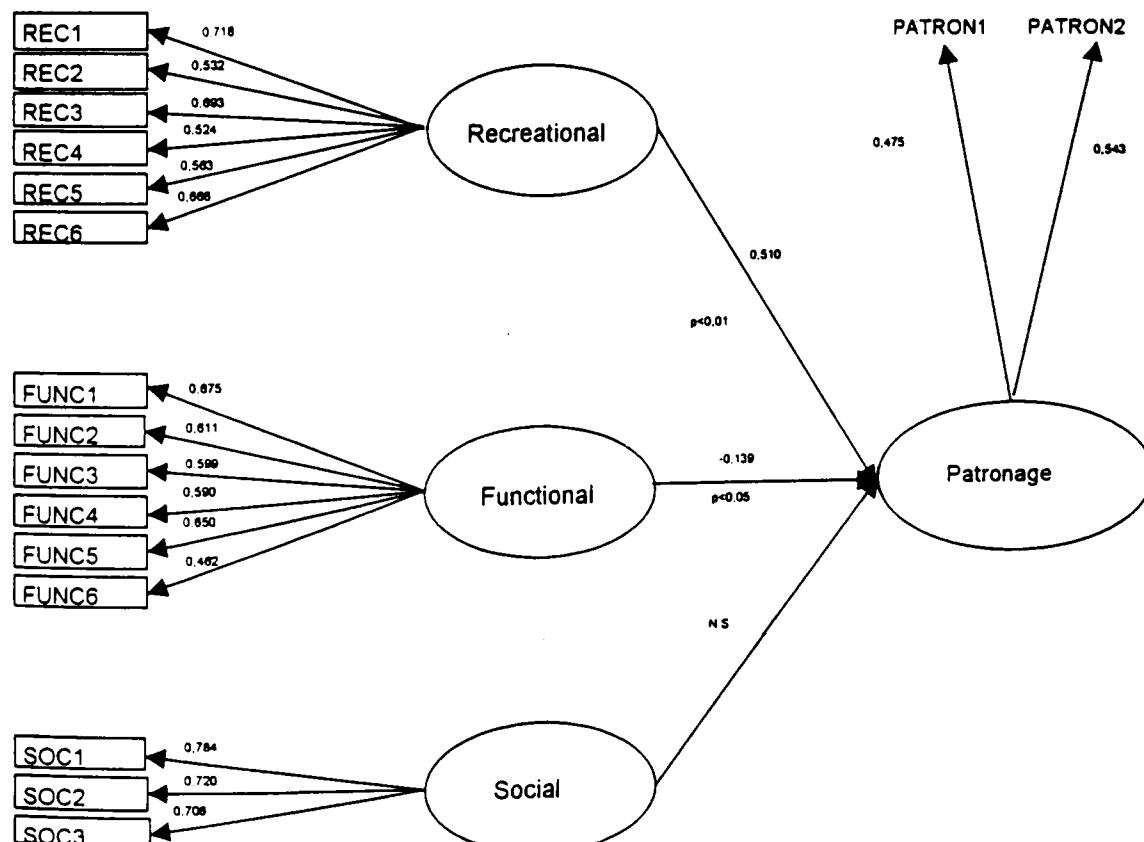 REC1
0.718
REC2
0.532
REC3
0.693
REC4
0.524
REC5
0.563
REC6
0.666
Recreational
PATRON1
PATRON2
0.475
0.543
0.510
p<0.01
FUNC1
0.675
FUNC2
0.611
FUNC3
0.599
FUNC4
0.590
FUNC5
0.650
FUNC6
0.462
Functional
-0.139
p<0.05
Patronage
N S
SOC1
0.784
SOC2
0.720
SOC3
0.706
Social